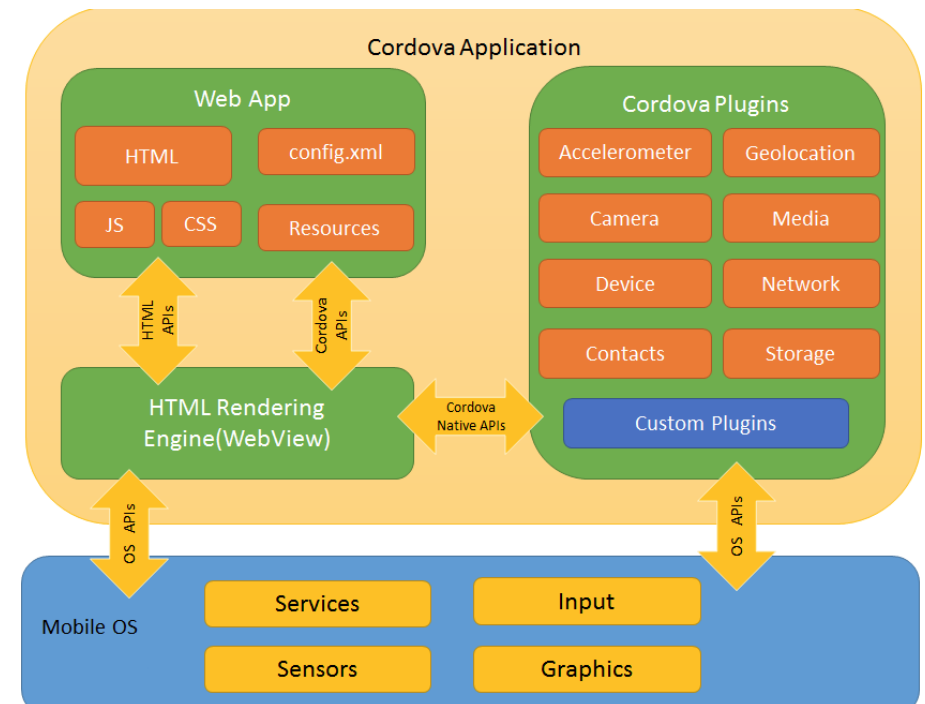 Cordova Application
Web App
HTML
config.xml
JS
CSS
Resources
HTML
APIs
Cordova
APIs
HTML Rendering
Engine(WebView)
Cordova
Native APIs
Cordova Plugins
Accelerometer
Geolocation
Camera
Media
Device
Network
Contacts
Storage
Custom Plugins
OS APIs
OS APIs
Mobile OS
Services
Input
Sensors
Graphics